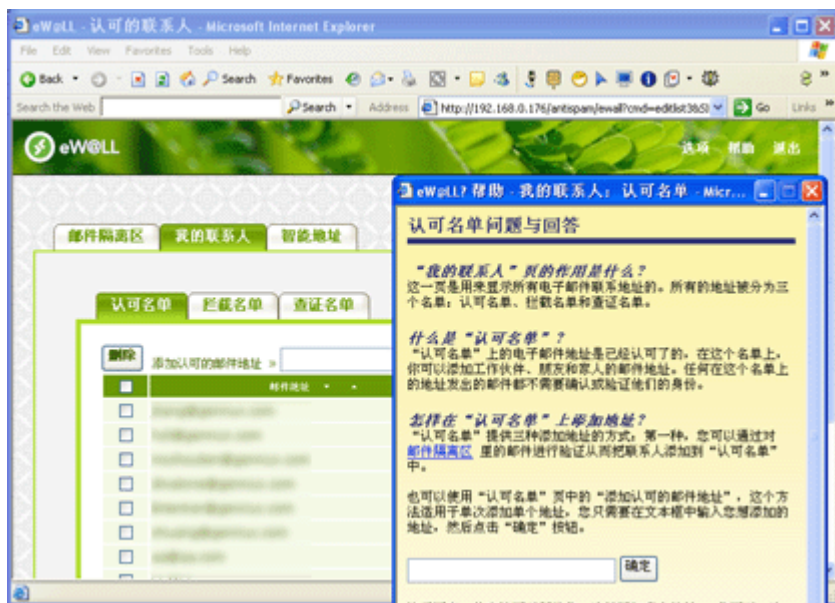 eW@LL - 认可的联系人 - Microsoft Internet Explorer
File Edit View Favorites Tools Help
Back Search Favorites
Search the Web Search Address http://192.168.0.176/antispam/ewall?cmd=editlist3&SI Go Links
eW@LL
选项 帮助 退出
邮件隔离区 我的联系人 智能地址
认可名单 拦截名单 查证名单
删除 添加认可的邮件地址 »
邮件地址
eW@LL? 帮助 - 我的联系人: 认可名单 - Micr...
认可名单问题与回答
“我的联系人”页的作用是什么?
这一页是用来显示所有电子邮件联系地址的。所有的地址被分为三
个名单: 认可名单、拦截名单和查证名单。
什么是“认可名单”?
“认可名单”上的电子邮件地址是已经认可了的。在这个名单上,
你可以添加工作伙伴、朋友和家人的邮件地址。任何在这个名单上
的地址发出的邮件都不需要确认或验证他们的身份。
怎样在“认可名单”上添加地址?
“认可名单”提供三种添加地址的方式: 第一种, 您可以通过对
邮件隔离区 里的邮件进行验证从而把联系人添加到“认可名单”
中。
也可以使用“认可名单”页中的“添加认可的邮件地址”, 这个方
法适用于单次添加单个地址, 您只需要在文本框中输入您想添加的
地址, 然后点击“确定”按钮。
确定